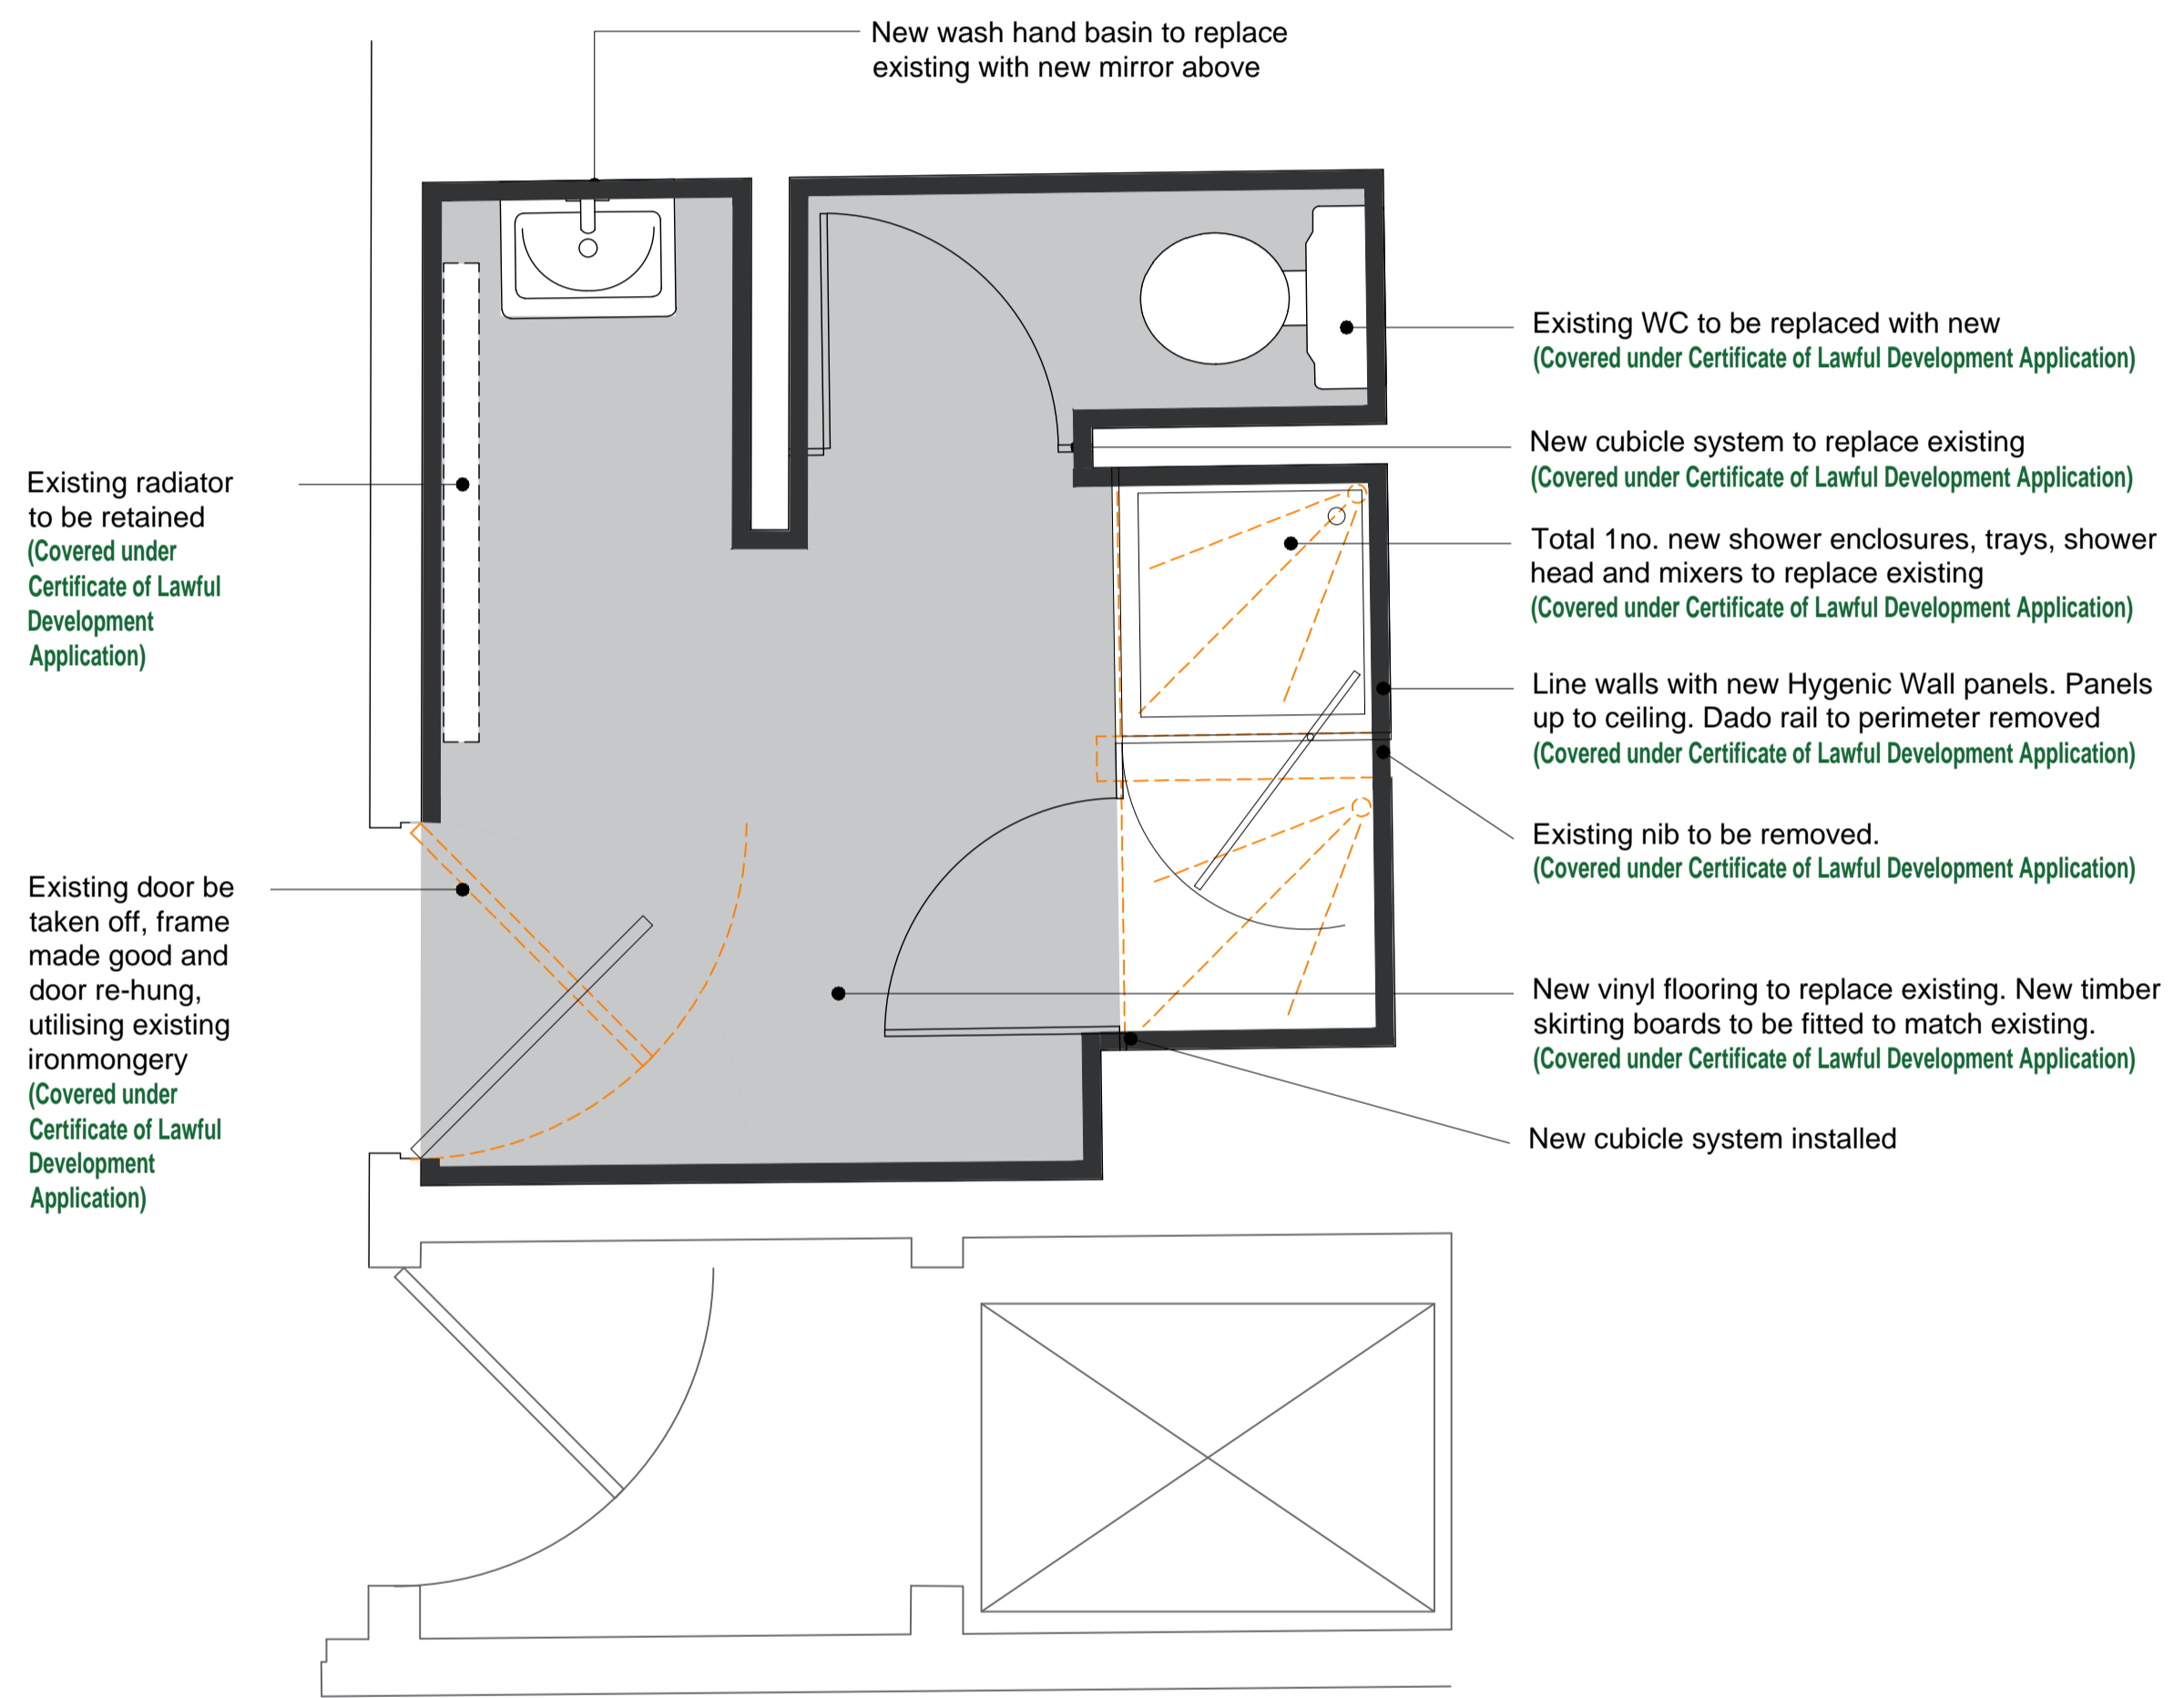 New wash hand basin to replace
existing with new mirror above
Existing WC to be replaced with new
(Covered under Certificate of Lawful Development Application)
New cubicle system to replace existing
(Covered under Certificate of Lawful Development Application)
Existing radiator
to be retained
(Covered under
Certificate of Lawful
Development
Application)
Total 1no. new shower enclosures, trays, shower
head and mixers to replace existing
(Covered under Certificate of Lawful Development Application)
Line walls with new Hygenic Wall panels. Panels
up to ceiling. Dado rail to perimeter removed
(Covered under Certificate of Lawful Development Application)
Existing nib to be removed.
(Covered under Certificate of Lawful Development Application)
Existing door be
taken off, frame
made good and
door re-hung,
utilising existing
ironmongery
(Covered under
Certificate of Lawful
Development
Application)
New vinyl flooring to replace existing. New timber
skirting boards to be fitted to match existing.
(Covered under Certificate of Lawful Development Application)
New cubicle system installed